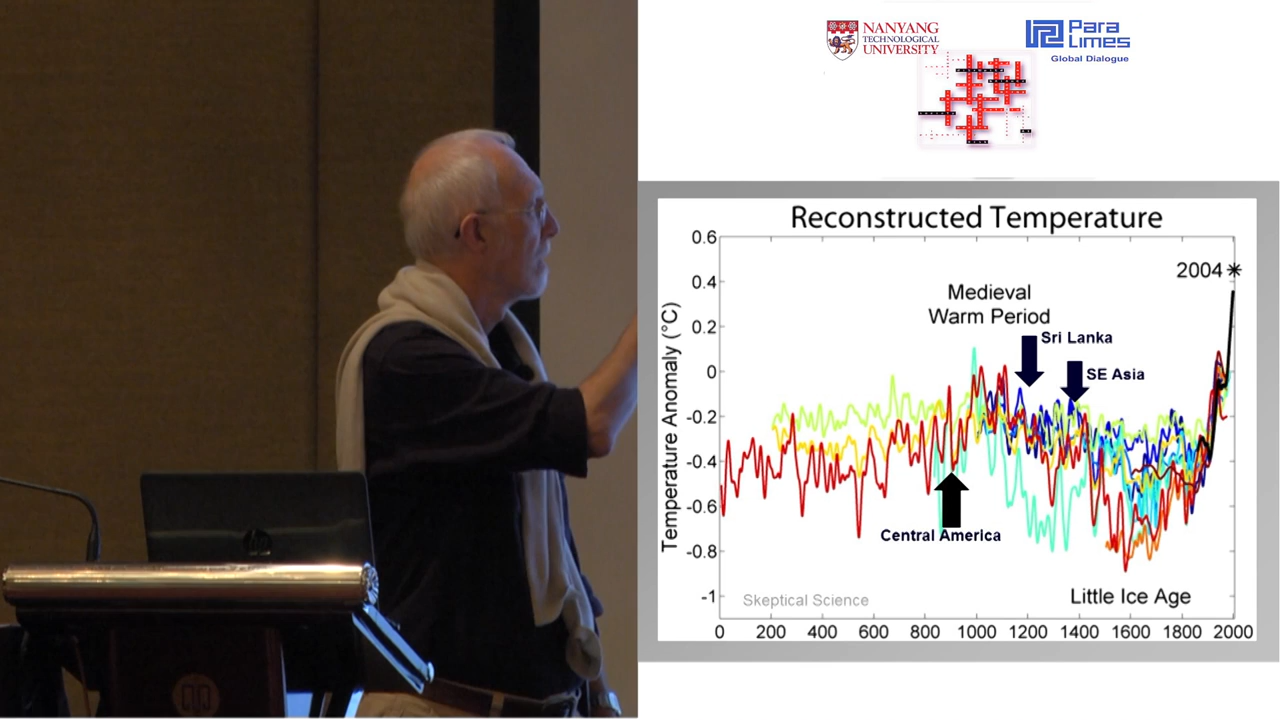 NANYANG
TECHNOLOGICAL
UNIVERSITY
Para
Limes
Global Dialogue
Reconstructed Temperature
Temperature Anomaly (°C)
0.6
0.4
0.2
0
-0.2
-0.4
-0.6
-0.8
-1
2004
Medieval
Warm Period
Sri Lanka
SE Asia
Central America
Skeptical Science
Little Ice Age
0 200 400 600 800 1000 1200 1400 1600 1800 2000
hp